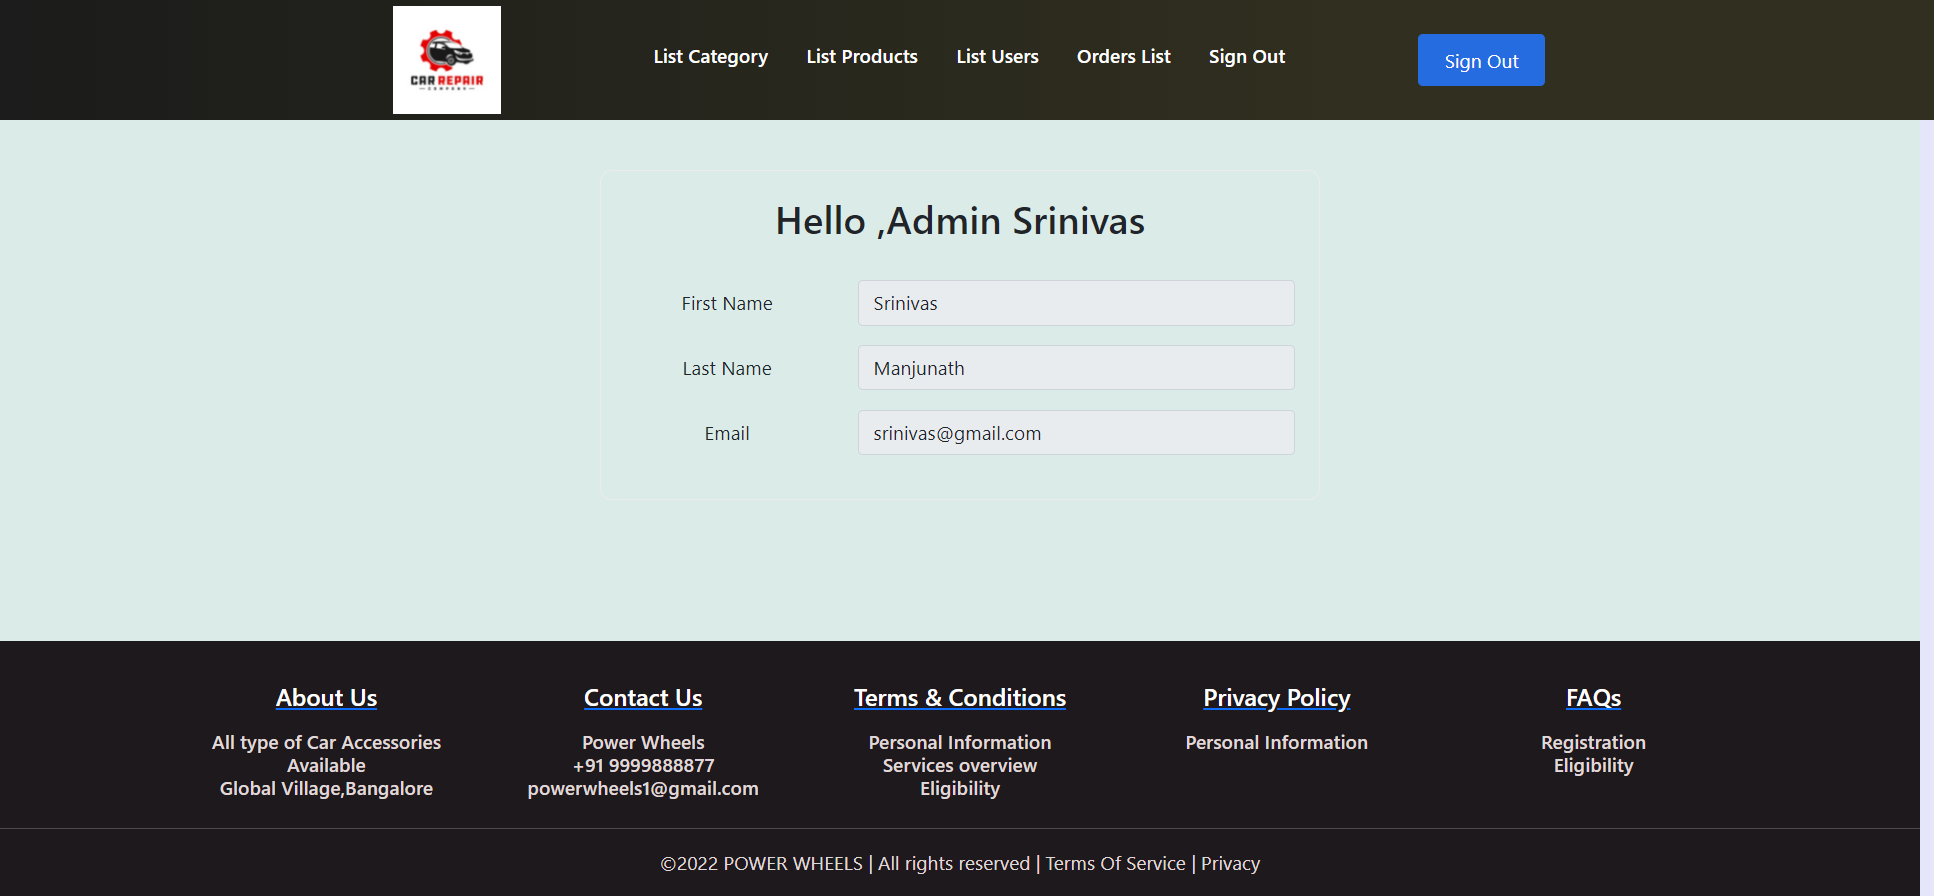 CAR REPAIR
COMPANY
List Category List Products List Users Orders List Sign Out
Sign Out
Hello ,Admin Srinivas
First Name Srinivas
Last Name Manjunath
Email srinivas@gmail.com
About Us
All type of Car Accessories
Available
Global Village,Bangalore
Contact Us
Power Wheels
+91 9999888877
powerwheels1@gmail.com
Terms & Conditions
Personal Information
Services overview
Eligibility
Privacy Policy
Personal Information
FAQs
Registration
Eligibility
©2022 POWER WHEELS | All rights reserved | Terms Of Service | Privacy